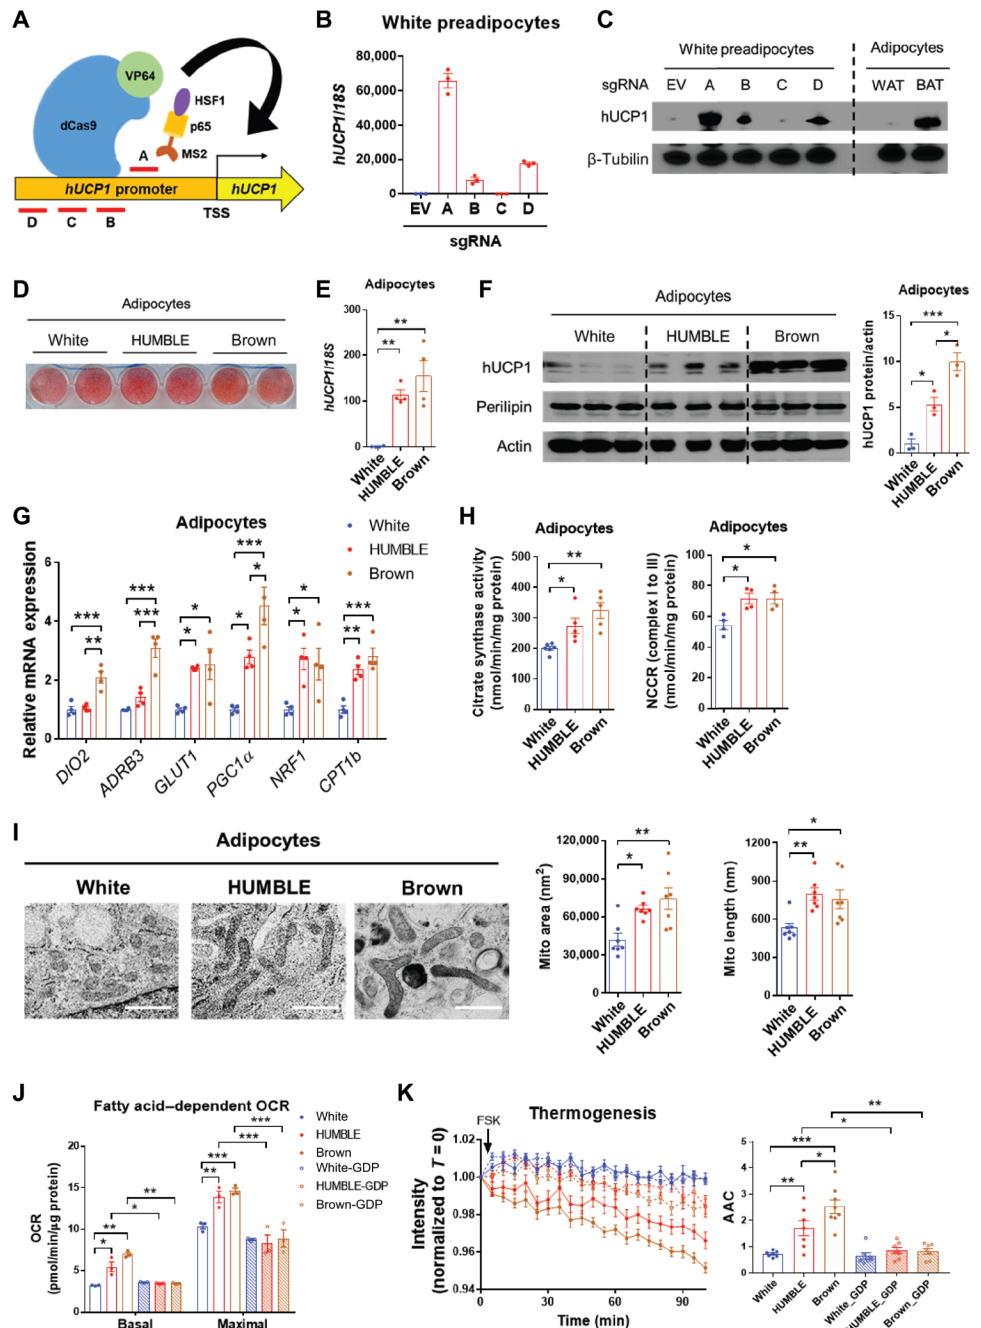 A
VP64
HSF1
dCas9
p65
MS2
A
hUCP1 promoter
hUCP1
TSS
D
C
B
B
White preadipocytes
hUCP1/18S
80,000
60,000
40,000
20,000
0
EV
A
B
C
D
sgRNA
C
White preadipocytes
Adipocytes
sgRNA
EV
A
B
C
D
WAT
BAT
hUCP1
β-Tubilin
D
Adipocytes
White
HUMBLE
Brown
E
Adipocytes
hUCP1/18S
300
200
100
0
**
**
White
HUMBLE
Brown
F
Adipocytes
White
HUMBLE
Brown
hUCP1
Perilipin
Actin
Adipocytes
hUCP1 protein/actin
15
10
5
0
***
*
*
White
HUMBLE
Brown
G
Adipocytes
White
HUMBLE
Brown
Relative mRNA expression
6
4
2
0
***
**
***
***
*
*
***
*
*
*
*
***
**
DIO2
ADRB3
GLUT1
PGC1α
NRF1
CPT1b
H
Adipocytes
Citrate synthase activity
(nmol/min/mg protein)
500
400
300
200
100
0
**
*
White
HUMBLE
Brown
Adipocytes
NCCR (complex I to III)
(nmol/min/mg protein)
100
80
60
40
20
0
*
*
White
HUMBLE
Brown
I
Adipocytes
White
HUMBLE
Brown
Mito area (nm²)
120,000
90,000
60,000
30,000
0
**
*
White
HUMBLE
Brown
Mito length (nm)
1200
900
600
300
0
*
**
White
HUMBLE
Brown
J
Fatty acid–dependent OCR
OCR
(pmol/min/μg protein)
20
15
10
5
0
**
*
**
*
***
**
***
***
Basal
Maximal
White
HUMBLE
Brown
White-GDP
HUMBLE-GDP
Brown-GDP
K
FSK
Thermogenesis
Intensity
(normalized to T = 0)
1.02
1.00
0.98
0.96
0.94
0
30
60
90
Time (min)
AAC
5
4
3
2
1
0
**
*
***
*
**
White
HUMBLE
Brown
White_GDP
HUMBLE_GDP
Brown_GDP